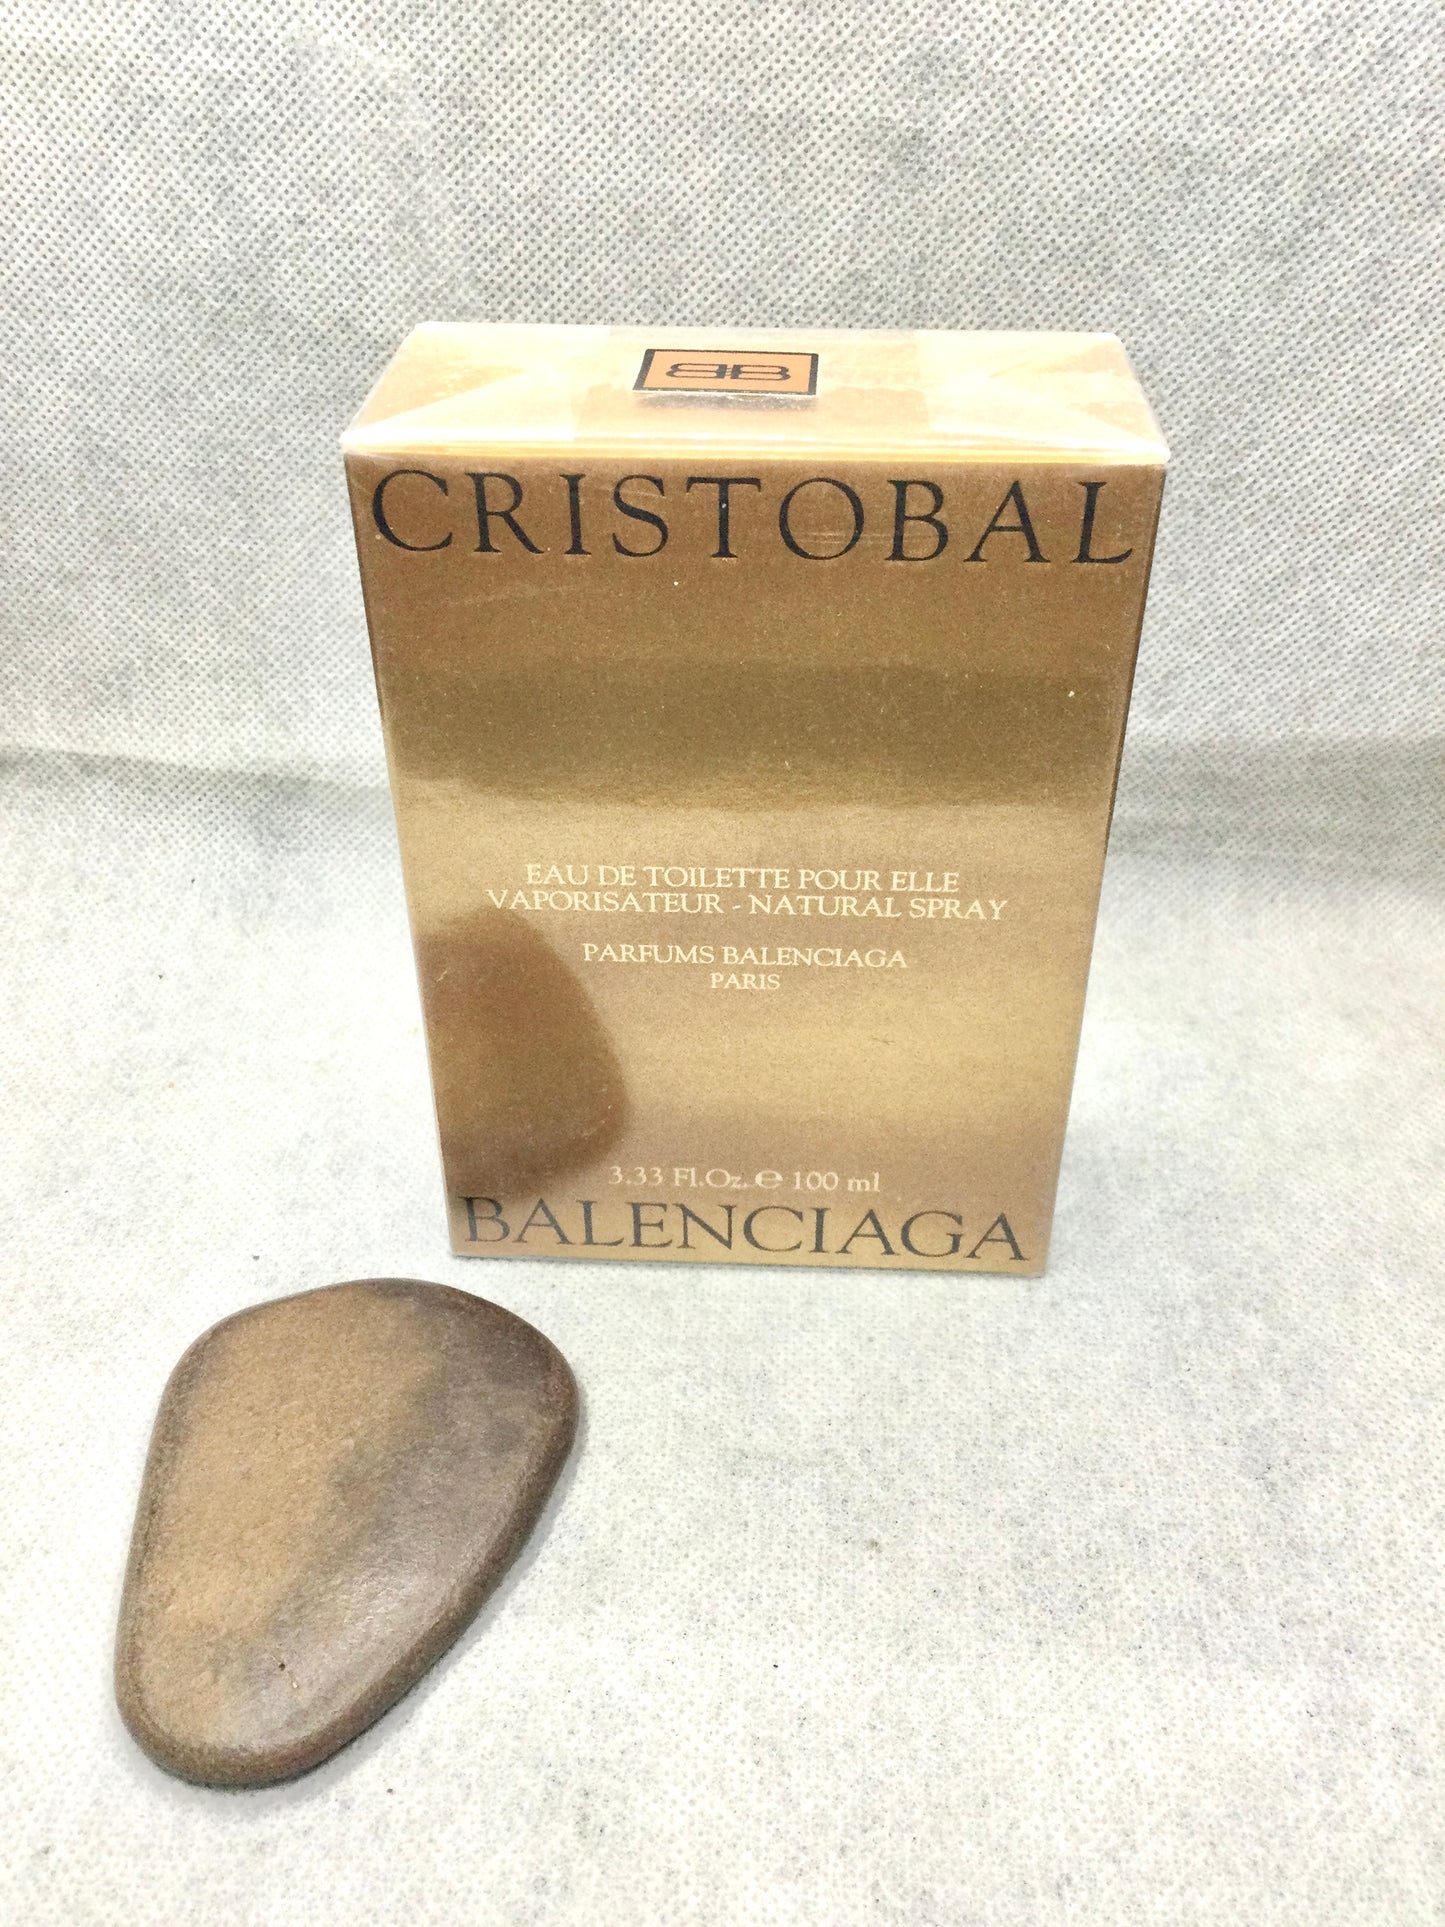 BB
CRISTOBAL
EAU DE TOILETTE POUR ELLE
VAPORISATEUR - NATURAL SPRAY
PARFUMS BALENCIAGA
PARIS
3.33 Fl.Oz. ℮ 100 ml
BALENCIAGA